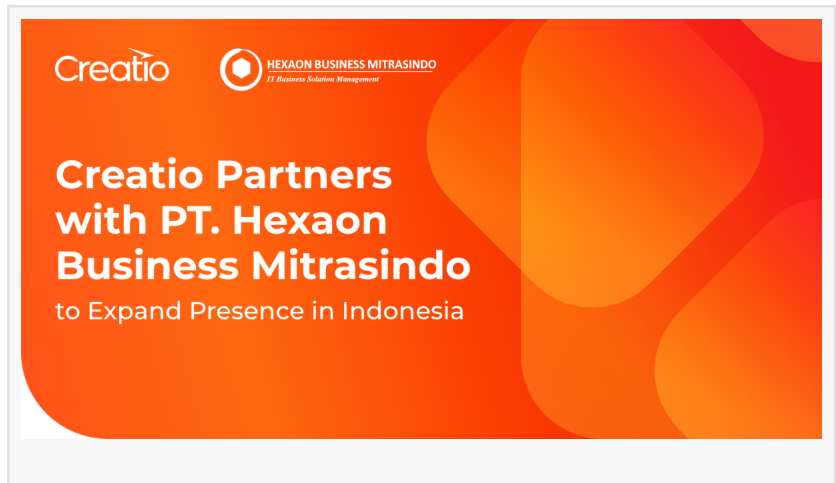 Creatio
HEXAON BUSINESS MITRASINDO
IT Business Solution Management
Creatio Partners
with PT. Hexaon
Business Mitrasindo
to Expand Presence in Indonesia